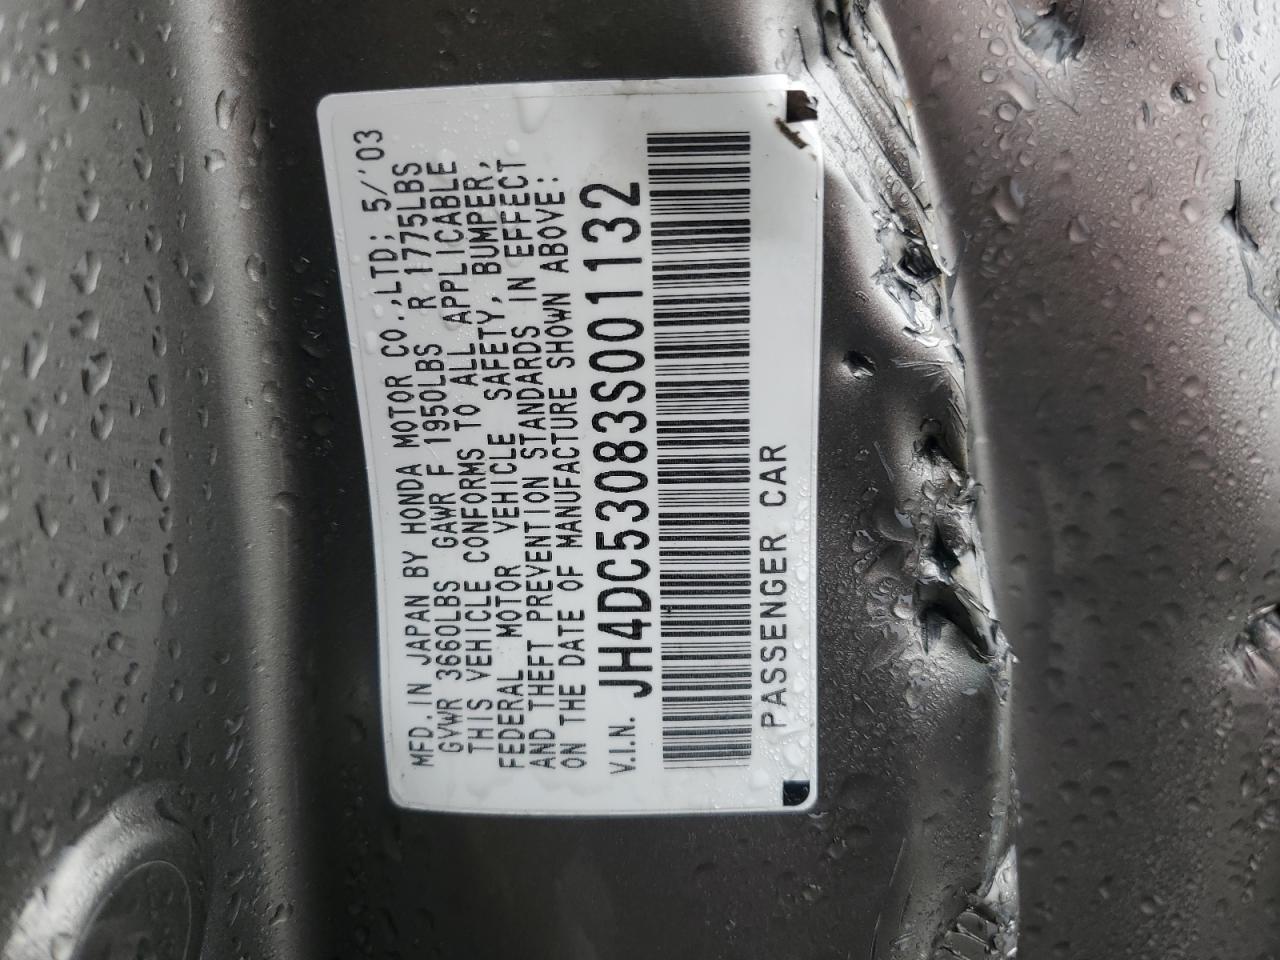 MFD. IN JAPAN BY HONDA MOTOR CO.,LTD; 5/'03
GVWR 3660LBS GAWR F 1950LBS R 1775LBS
THIS VEHICLE CONFORMS TO ALL APPLICABLE
FEDERAL MOTOR VEHICLE SAFETY, BUMPER,
AND THEFT PREVENTION STANDARDS IN EFFECT
ON THE DATE OF MANUFACTURE SHOWN ABOVE:
V.I.N. JH4DC53083S001132
PASSENGER CAR